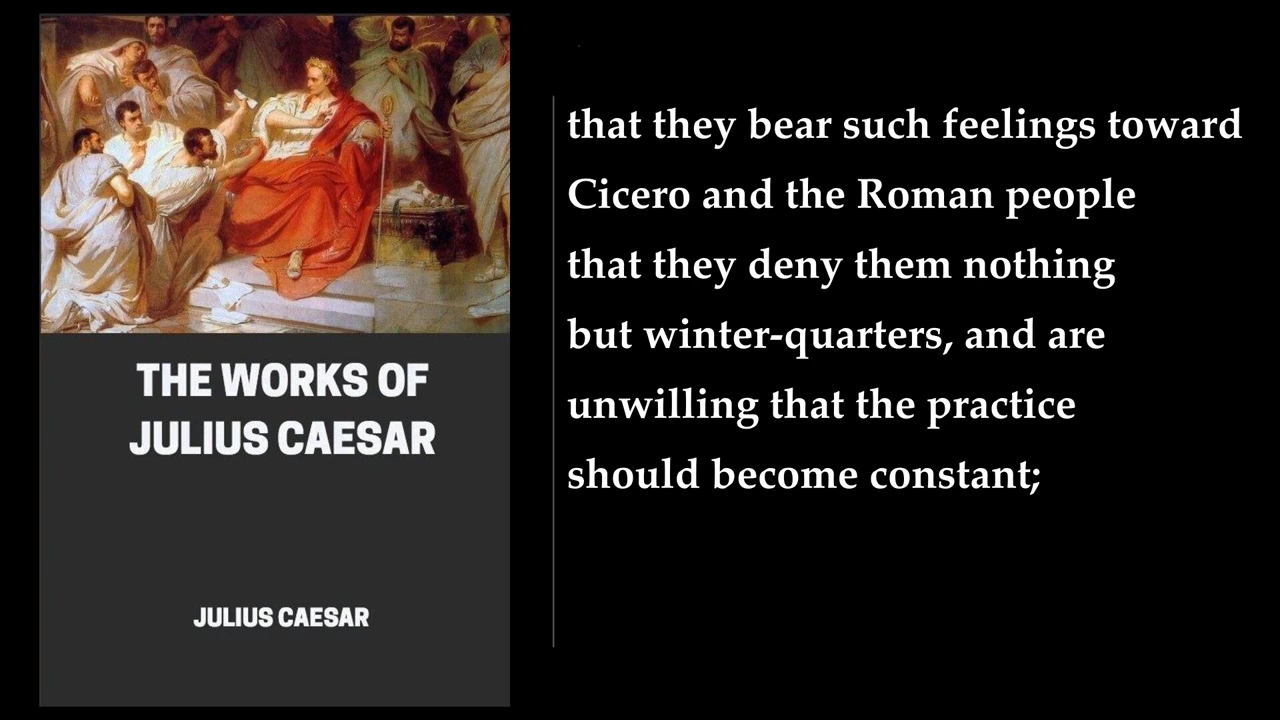 THE WORKS OF
JULIUS CAESAR
JULIUS CAESAR
that they bear such feelings toward
Cicero and the Roman people
that they deny them nothing
but winter-quarters, and are
unwilling that the practice
should become constant;